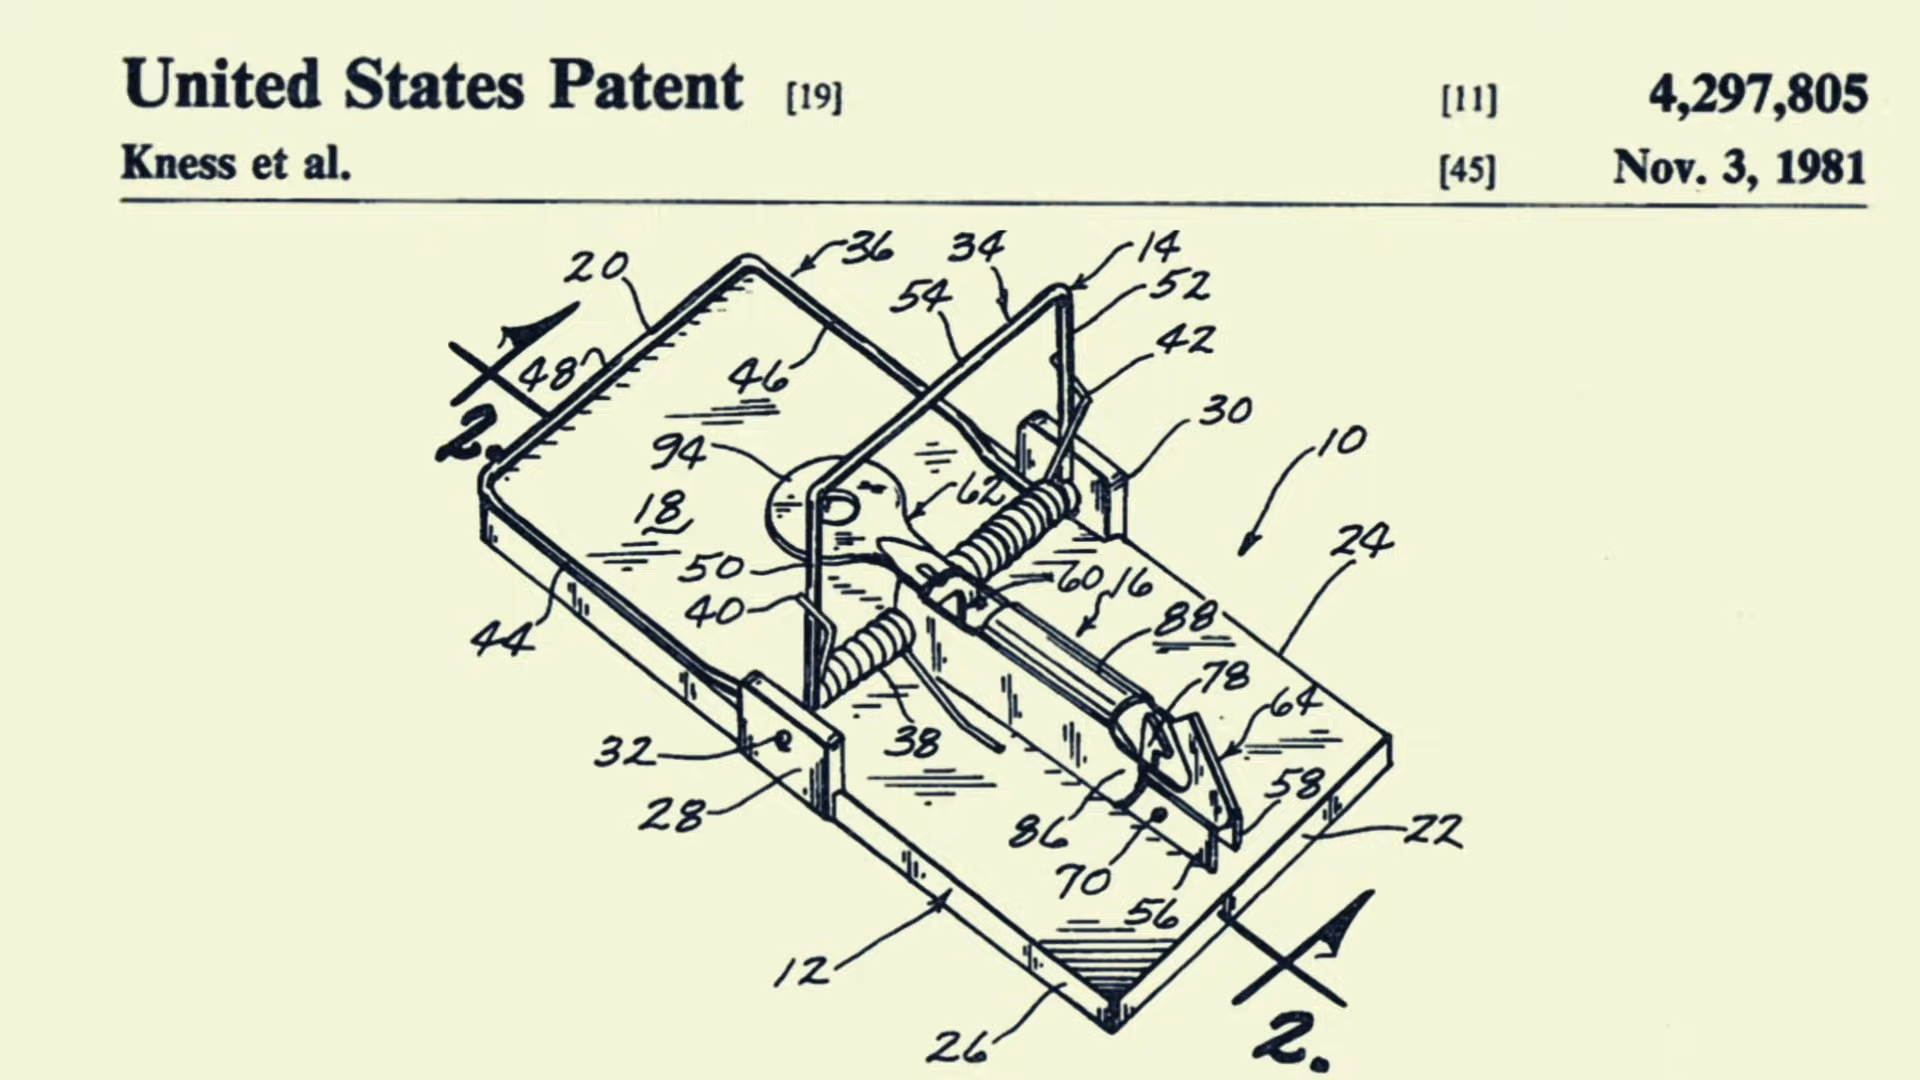 United States Patent [19] [11] 4,297,805
Kness et al. [45] Nov. 3, 1981
20 36 34 14
54 52
48 46 42
2. 94 30 10
18 62
50 60 16 24
40 88
44 78 64
32 38 58
28 86 22
70 56
12
26 2.